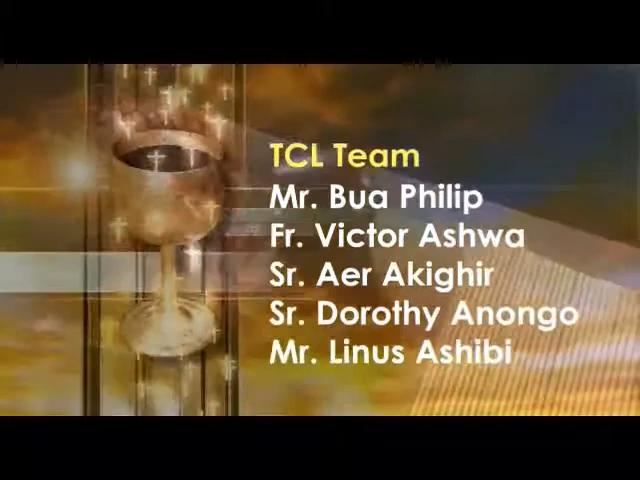 TCL Team
Mr. Bua Philip
Fr. Victor Ashwa
Sr. Aer Akighir
Sr. Dorothy Anongo
Mr. Linus Ashibi